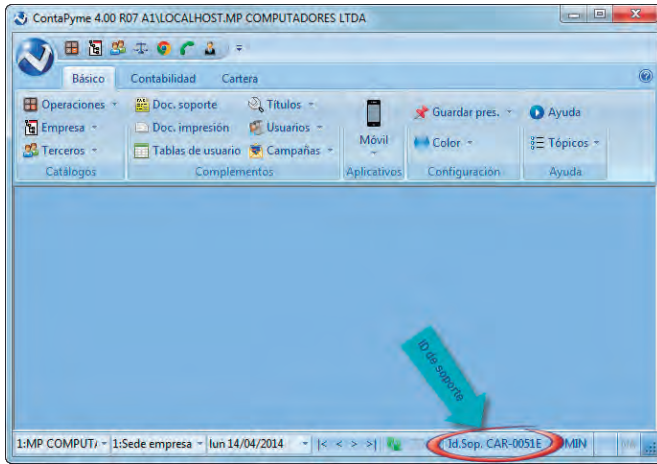 ContaPyme 4.00 R07 A1\LOCALHOST.MP COMPUTADORES LTDA
Básico Contabilidad Cartera
Operaciones Doc. soporte Títulos Guardar pres. Ayuda
Empresa Doc. impresión Usuarios Móvil Color Tópicos
Terceros Tablas de usuario Campañas
Catálogos Complementos Aplicativos Configuración Ayuda
ID de soporte
1:MP COMPUT 1:Sede empresa lun 14/04/2014 |< < > >| Id.Sop. CAR-0051E MIN